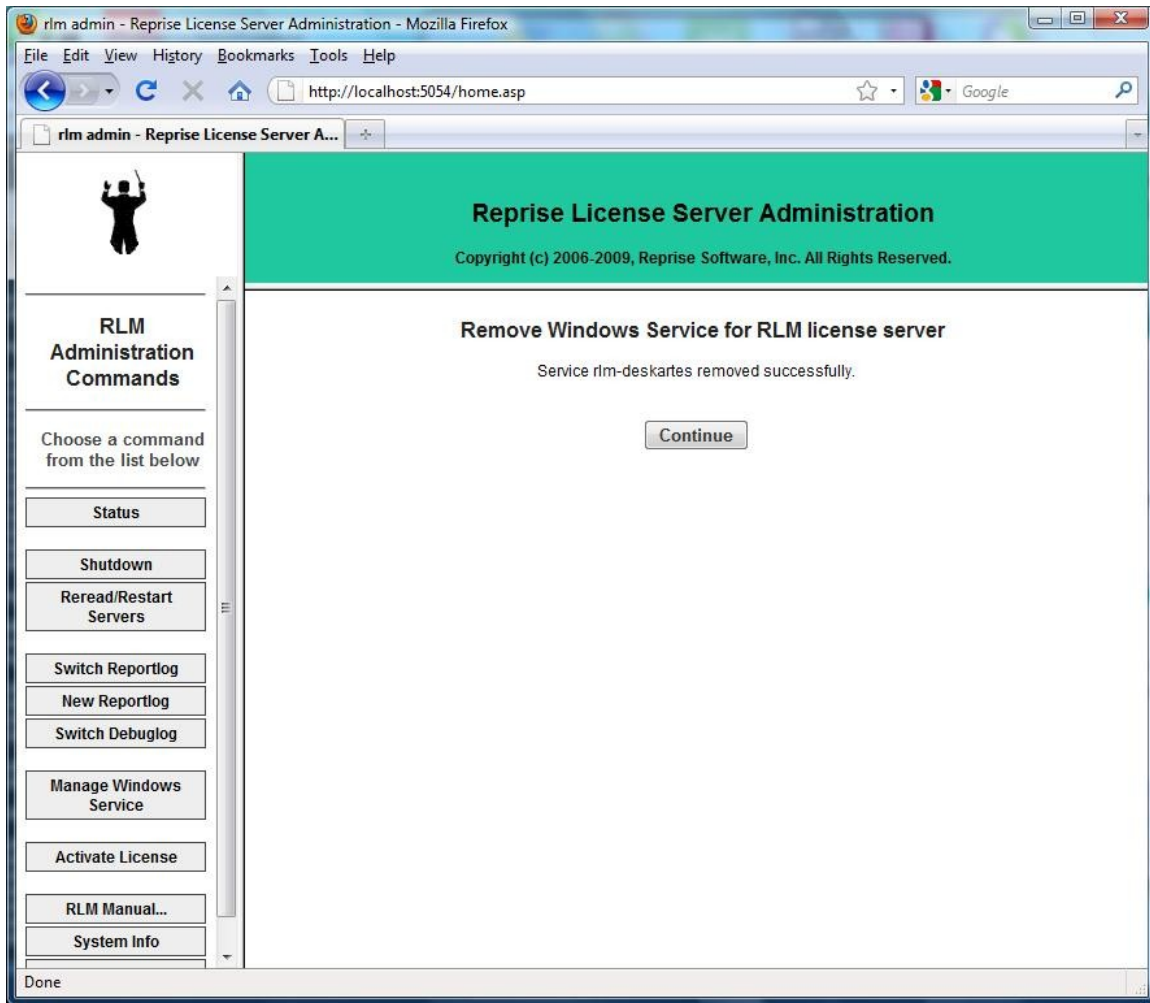 rlm admin - Reprise License Server Administration - Mozilla Firefox
File Edit View History Bookmarks Tools Help
http://localhost:5054/home.asp
Google
rlm admin - Reprise License Server A...
Reprise License Server Administration
Copyright (c) 2006-2009, Reprise Software, Inc. All Rights Reserved.
RLM
Administration
Commands
Choose a command
from the list below
Status
Shutdown
Reread/Restart
Servers
Switch Reportlog
New Reportlog
Switch Debuglog
Manage Windows
Service
Activate License
RLM Manual...
System Info
Remove Windows Service for RLM license server
Service rlm-deskartes removed successfully.
Continue
Done